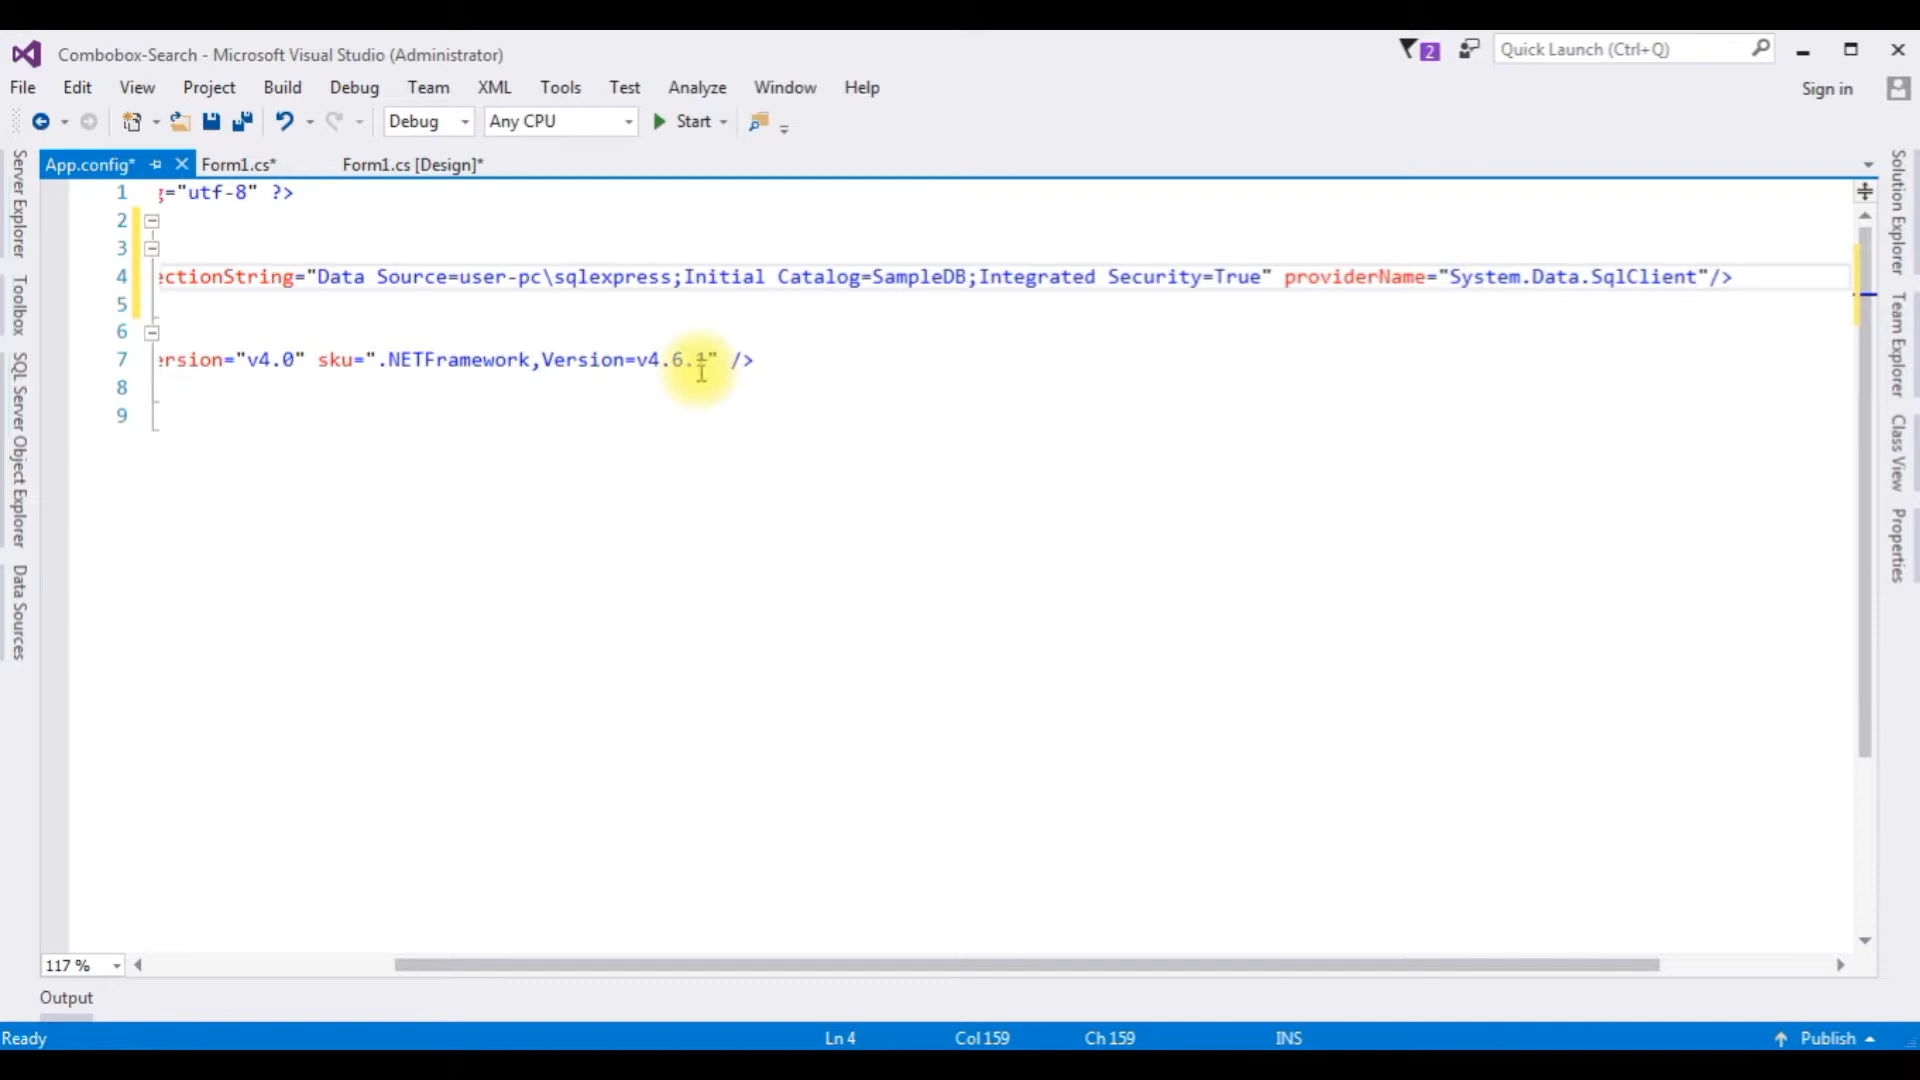 Combobox-Search - Microsoft Visual Studio (Administrator)
2
Quick Launch (Ctrl+Q)
File Edit View Project Build Debug Team XML Tools Test Analyze Window Help
Sign in
Debug Any CPU Start
App.config* Form1.cs* Form1.cs [Design]*
1 g="utf-8" ?>
2
3
4 ectionString="Data Source=user-pc\sqlexpress;Initial Catalog=SampleDB;Integrated Security=True" providerName="System.Data.SqlClient"/>
5
6
7 ersion="v4.0" sku=".NETFramework,Version=v4.6.1" />
8
9
Server Explorer
Toolbox
SQL Server Object Explorer
Data Sources
Solution Explorer
Team Explorer
Class View
Properties
117 %
Output
Ready Ln 4 Col 159 Ch 159 INS Publish